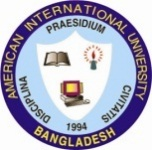 AMERICAN INTERNATIONAL UNIVERSITY
PRAESIDIUM
DISCIPLINA
CIVITATIS
1994
BANGLADESH